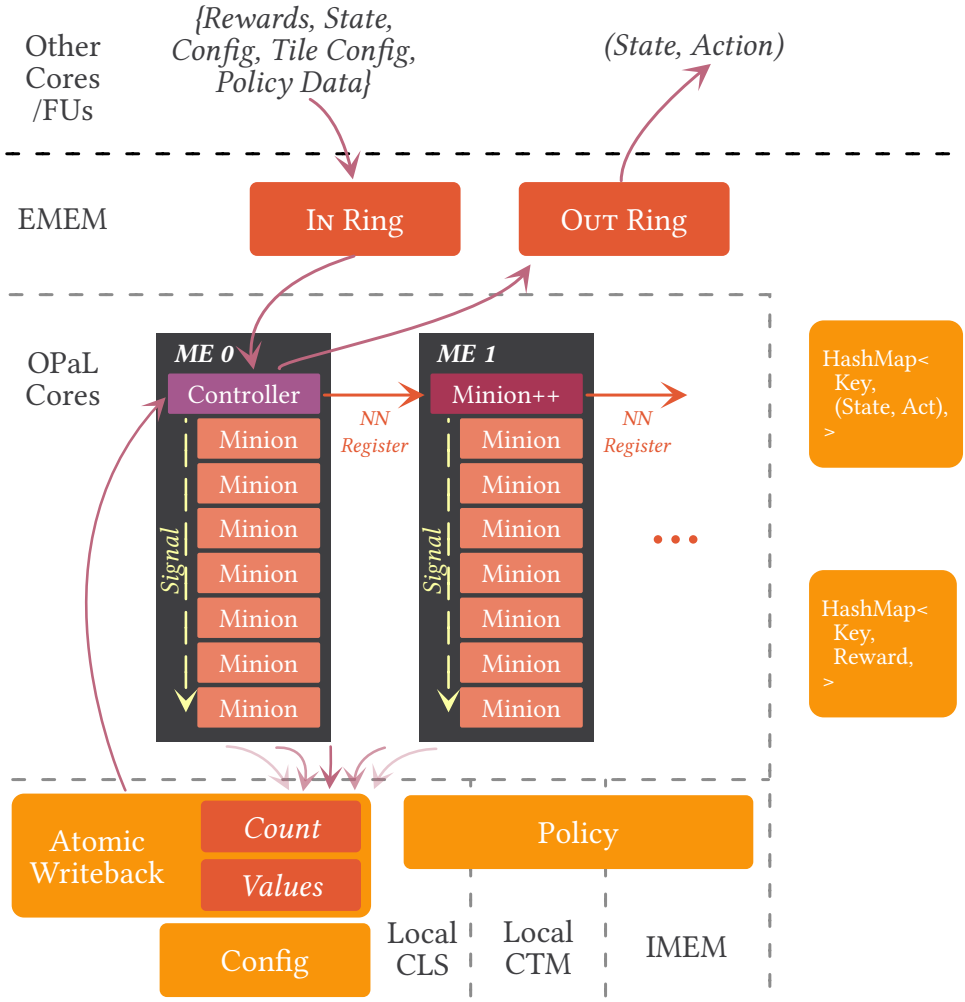 Other
Cores
/FUs
{Rewards, State,
Config, Tile Config,
Policy Data}
(State, Action)
EMEM
In Ring
Out Ring
OPaL
Cores
ME 0
Controller
Minion
Minion
Minion
Minion
Minion
Minion
Minion
Signal
NN
Register
ME 1
Minion++
Minion
Minion
Minion
Minion
Minion
Minion
Minion
Signal
NN
Register
...
HashMap<
Key,
(State, Act),
>
HashMap<
Key,
Reward,
>
Atomic
Writeback
Count
Values
Config
Policy
Local
CLS
Local
CTM
IMEM